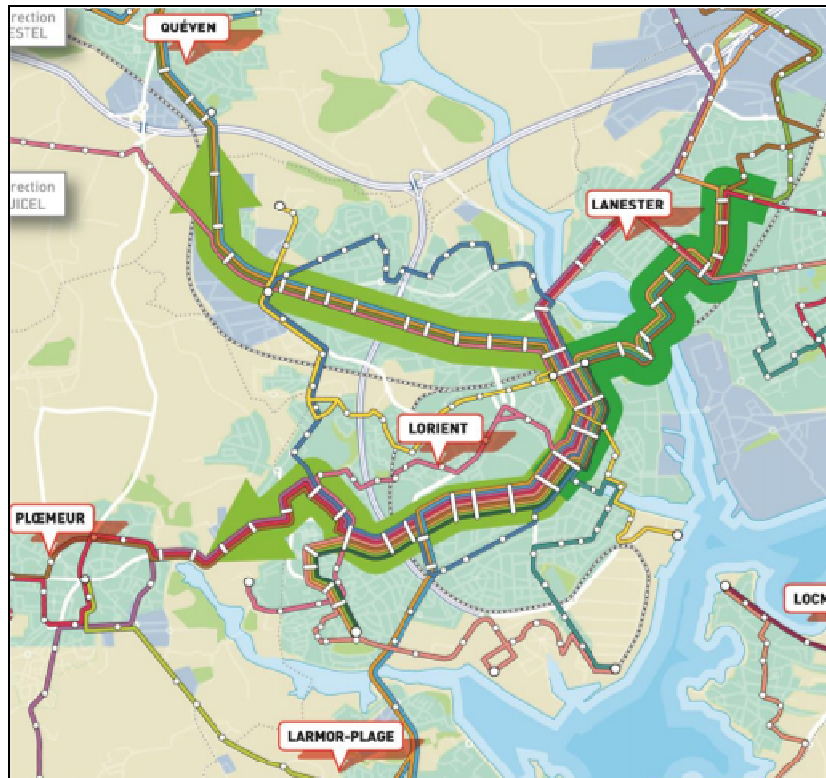 rection
ESTEL
QUÉVEN
rection
UICEL
LANESTER
LORIENT
PLŒMEUR
LOCM
LARMOR-PLAGE